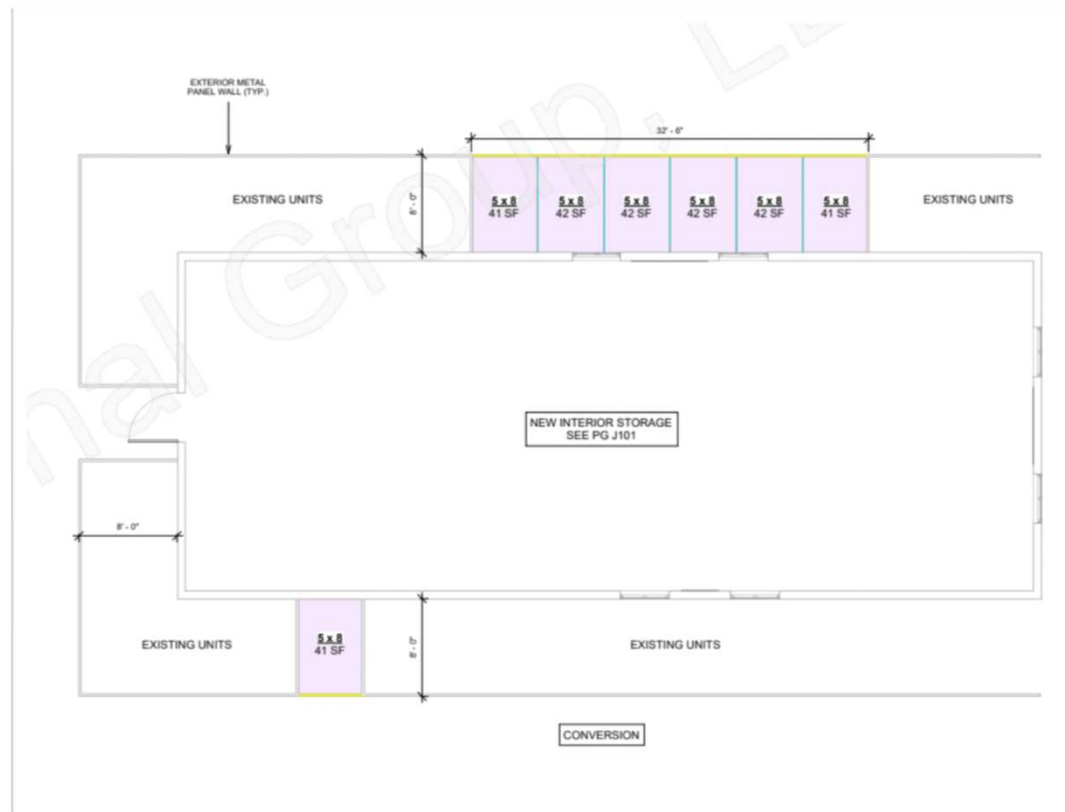 EXTERIOR METAL
PANEL WALL (TYP.)
32' - 6"
EXISTING UNITS
8' - 0"
5 x 8
41 SF
5 x 8
42 SF
5 x 8
42 SF
5 x 8
42 SF
5 x 8
42 SF
5 x 8
41 SF
EXISTING UNITS
NEW INTERIOR STORAGE
SEE PG J101
8' - 0"
EXISTING UNITS
5 x 8
41 SF
8' - 0"
EXISTING UNITS
CONVERSION
nal Group,